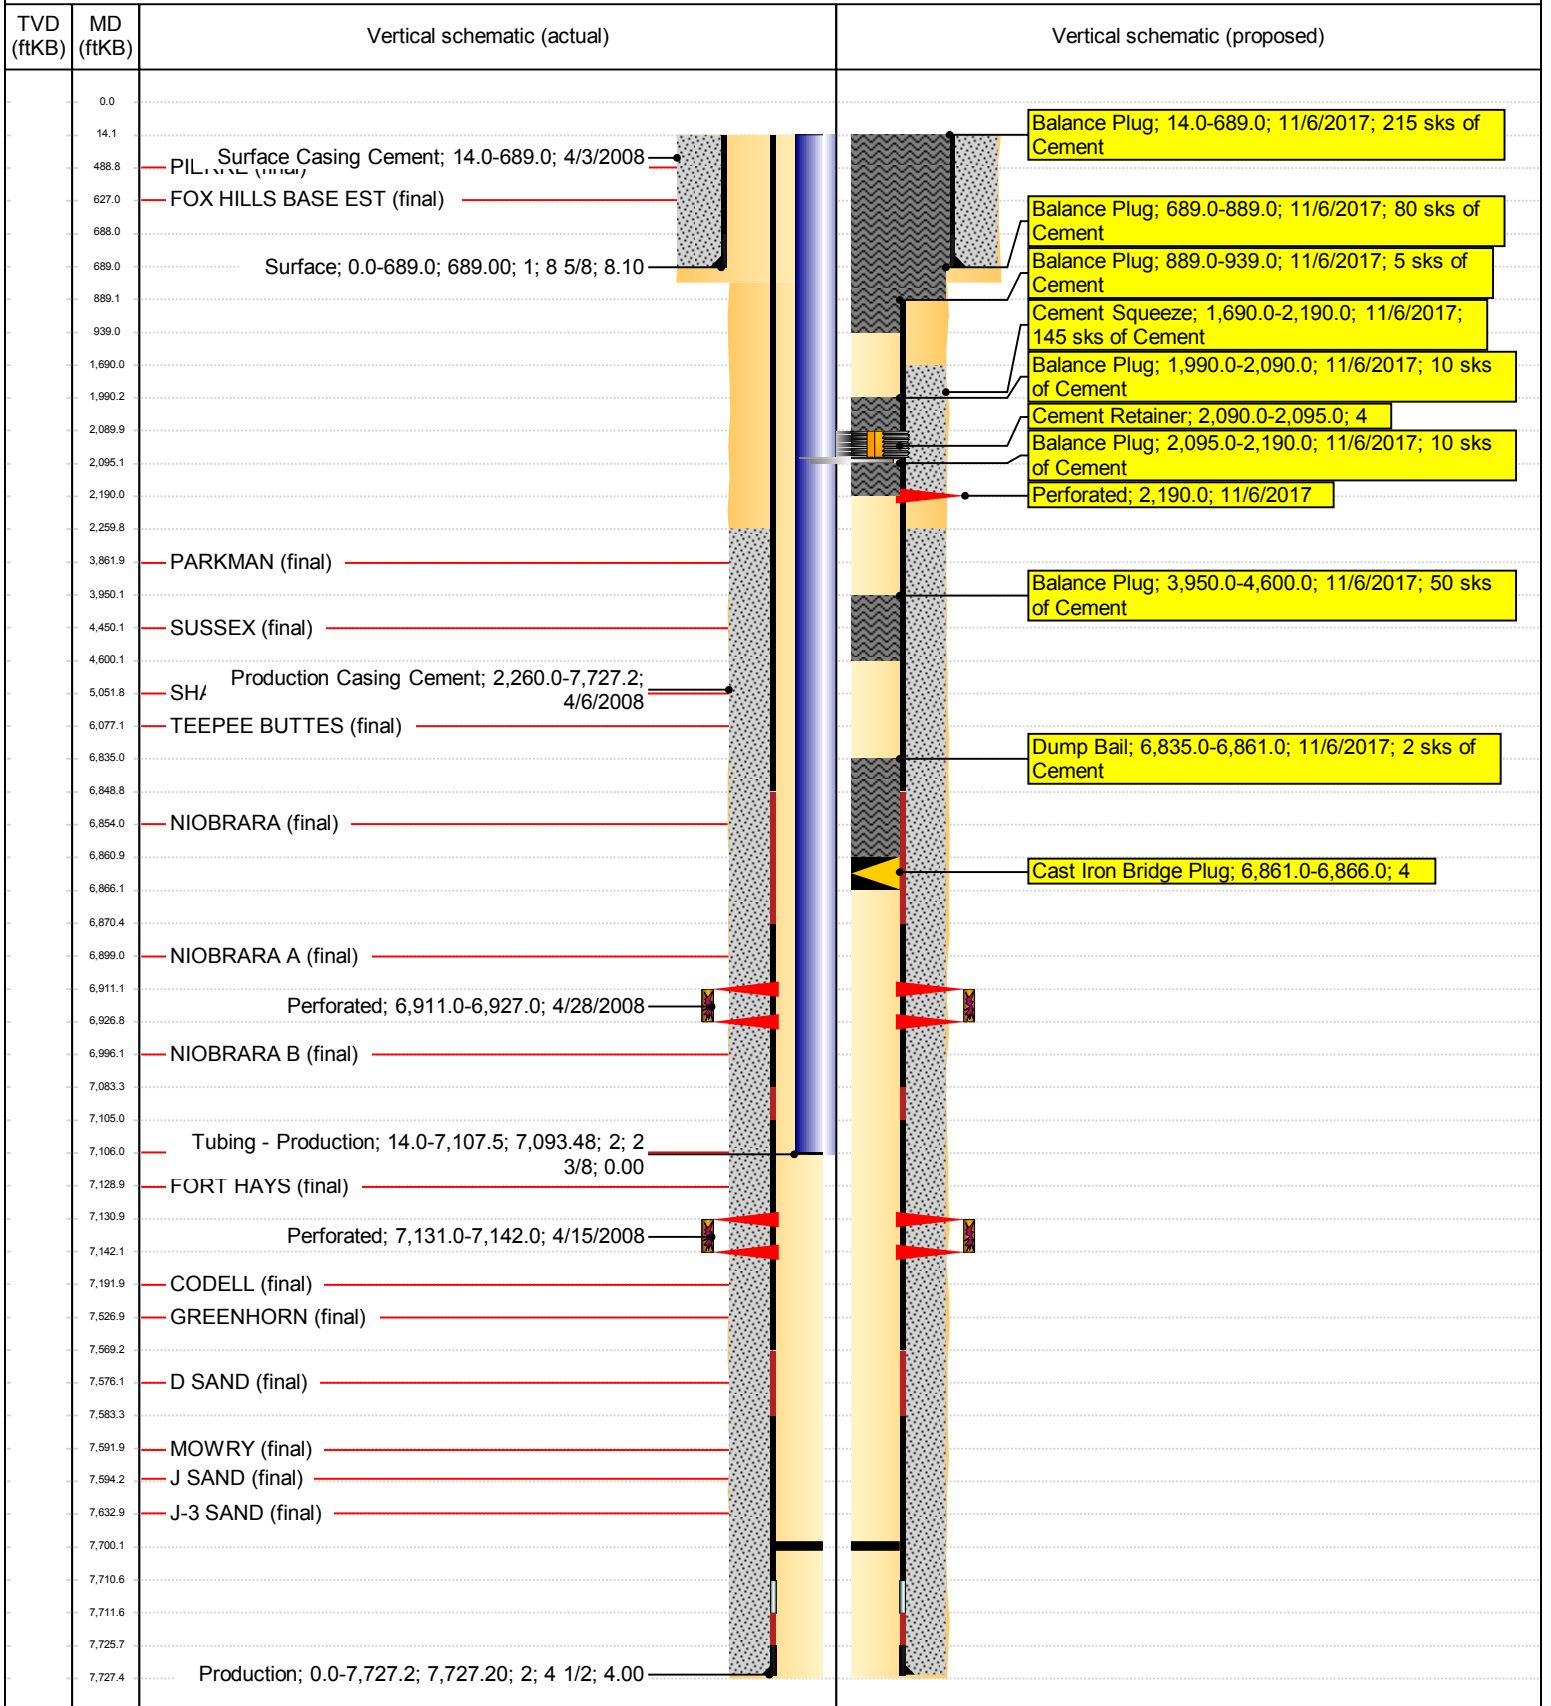 TVD (ftKB)
MD (ftKB)
Vertical schematic (actual)
Vertical schematic (proposed)
0.0
14.1
488.8
627.0
688.0
689.0
889.1
939.0
1,690.0
1,990.2
2,089.9
2,095.1
2,190.0
2,259.8
3,861.9
3,950.1
4,450.1
4,600.1
5,051.8
6,077.1
6,835.0
6,848.8
6,854.0
6,860.9
6,866.1
6,870.4
6,899.0
6,911.1
6,926.8
6,996.1
7,083.3
7,105.0
7,106.0
7,128.9
7,130.9
7,142.1
7,191.9
7,526.9
7,569.2
7,576.1
7,583.3
7,591.9
7,594.2
7,632.9
7,700.1
7,710.6
7,711.6
7,725.7
7,727.4
Surface Casing Cement; 14.0-689.0; 4/3/2008
PIERRE (final)
FOX HILLS BASE EST (final)
Surface; 0.0-689.0; 689.00; 1; 8 5/8; 8.10
PARKMAN (final)
SUSSEX (final)
Production Casing Cement; 2,260.0-7,727.2;
4/6/2008
SHA
TEEPEE BUTTES (final)
NIOBRARA (final)
NIOBRARA A (final)
Perforated; 6,911.0-6,927.0; 4/28/2008
NIOBRARA B (final)
Tubing - Production; 14.0-7,107.5; 7,093.48; 2; 2
3/8; 0.00
FORT HAYS (final)
Perforated; 7,131.0-7,142.0; 4/15/2008
CODELL (final)
GREENHORN (final)
D SAND (final)
MOWRY (final)
J SAND (final)
J-3 SAND (final)
Production; 0.0-7,727.2; 7,727.20; 2; 4 1/2; 4.00
Balance Plug; 14.0-689.0; 11/6/2017; 215 sks of
Cement
Balance Plug; 689.0-889.0; 11/6/2017; 80 sks of
Cement
Balance Plug; 889.0-939.0; 11/6/2017; 5 sks of
Cement
Cement Squeeze; 1,690.0-2,190.0; 11/6/2017;
145 sks of Cement
Balance Plug; 1,990.0-2,090.0; 11/6/2017; 10 sks
of Cement
Cement Retainer; 2,090.0-2,095.0; 4
Balance Plug; 2,095.0-2,190.0; 11/6/2017; 10 sks
of Cement
Perforated; 2,190.0; 11/6/2017
Balance Plug; 3,950.0-4,600.0; 11/6/2017; 50 sks
of Cement
Dump Bail; 6,835.0-6,861.0; 11/6/2017; 2 sks of
Cement
Cast Iron Bridge Plug; 6,861.0-6,866.0; 4